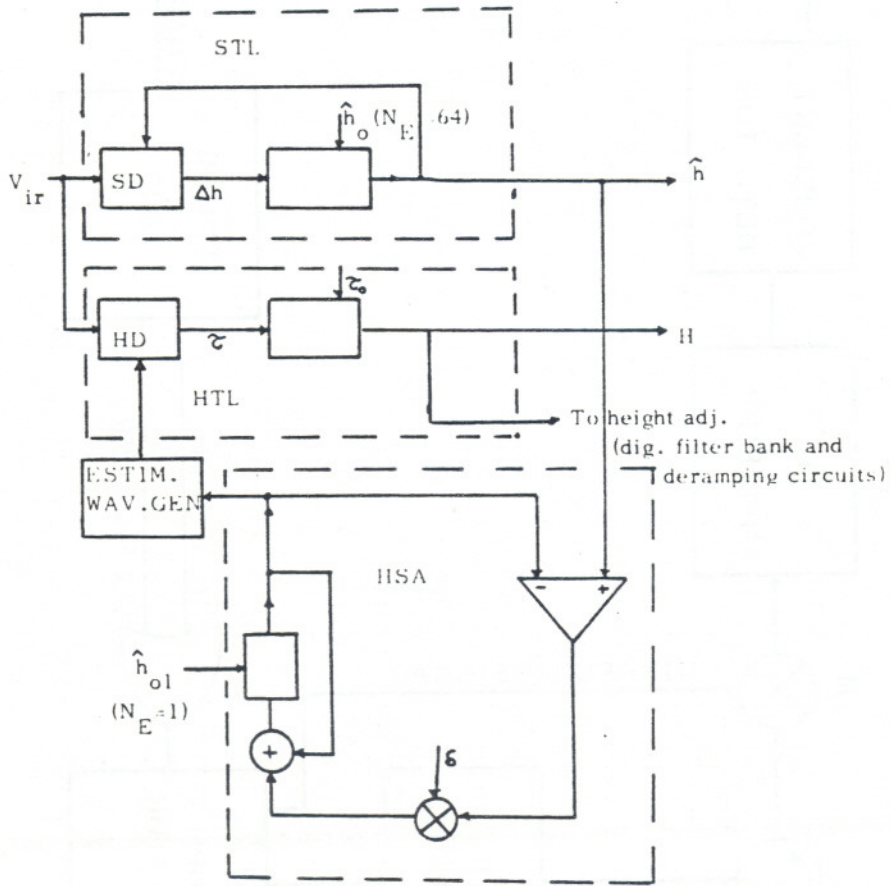 STL
ĥo (NE=64)
Vir
SD
Δh
ĥ
τo
HD
τ
H
HTL
To height adj.
(dig. filter bank and
deramping circuits)
ESTIM.
WAV.GEN
HSA
- +
ĥo1
(NE=1)
+
δ